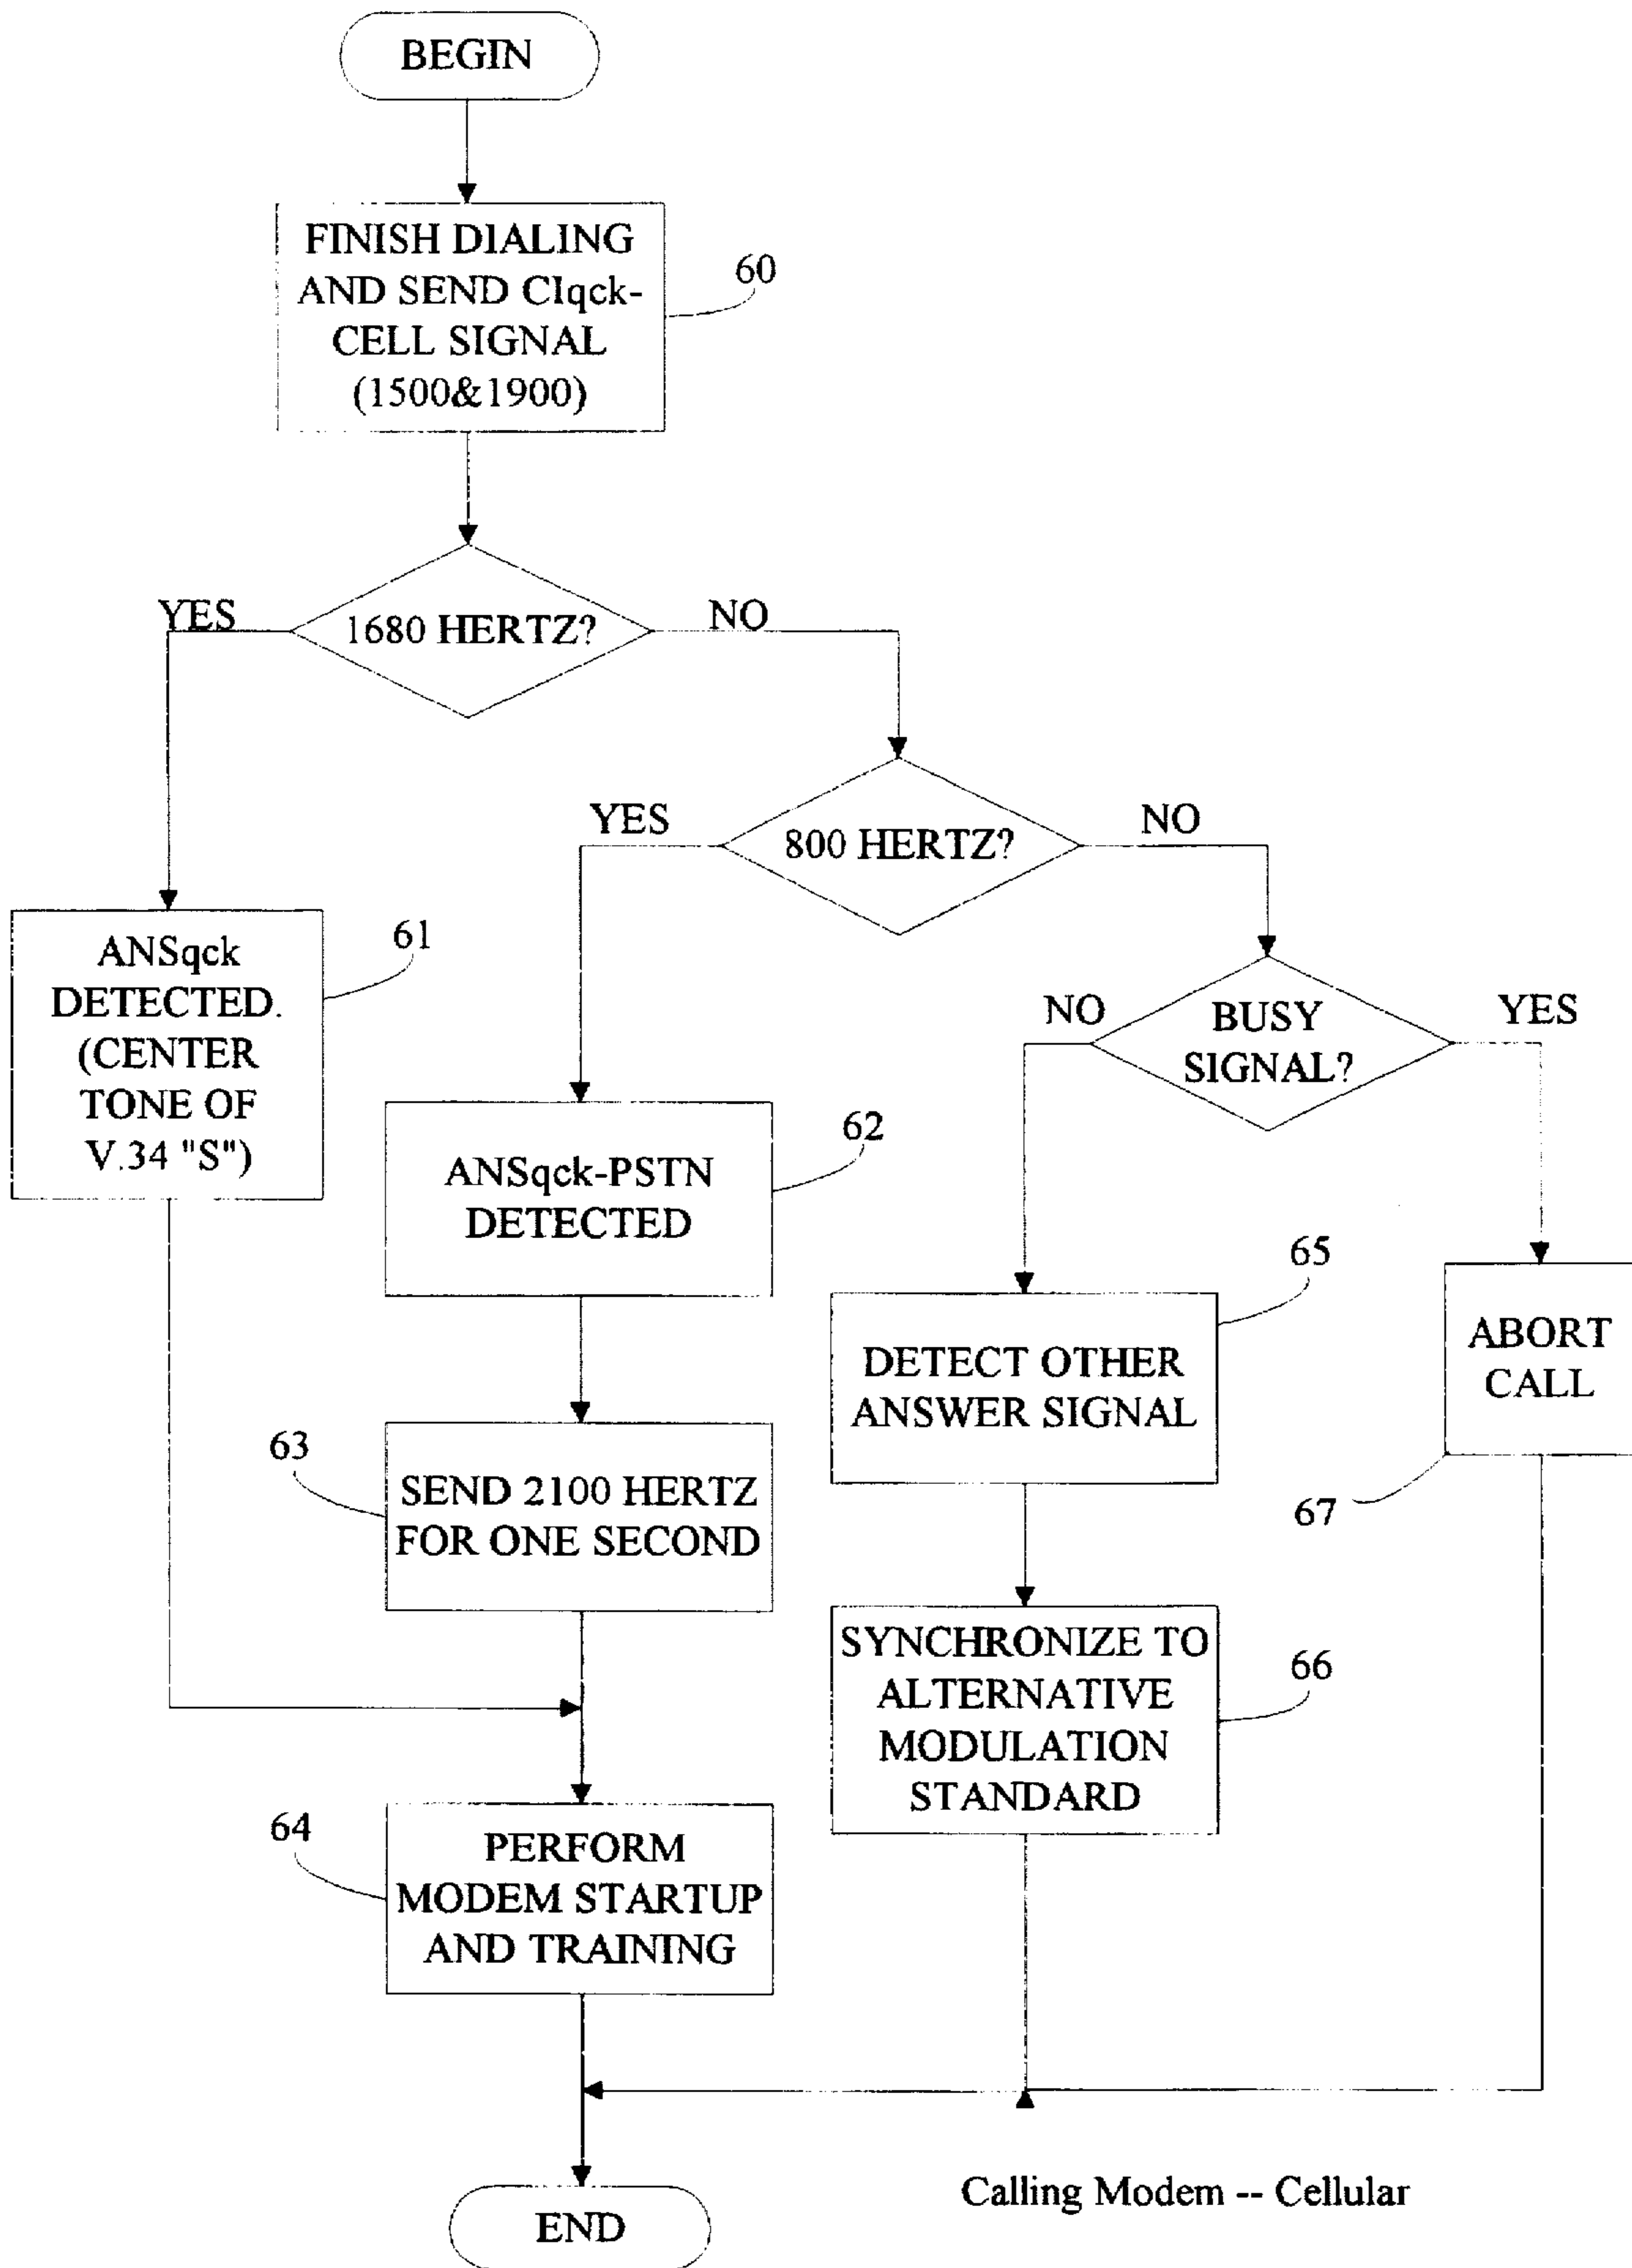 BEGIN
FINISH DIALING
AND SEND CIqck-
CELL SIGNAL
(1500&1900)
60
1680 HERTZ?
YES
NO
800 HERTZ?
YES
NO
BUSY
SIGNAL?
NO
YES
ANSqck
DETECTED.
(CENTER
TONE OF
V.34 "S")
61
ANSqck-PSTN
DETECTED
62
SEND 2100 HERTZ
FOR ONE SECOND
63
PERFORM
MODEM STARTUP
AND TRAINING
64
DETECT OTHER
ANSWER SIGNAL
65
SYNCHRONIZE TO
ALTERNATIVE
MODULATION
STANDARD
66
ABORT
CALL
67
END
Calling Modem -- Cellular